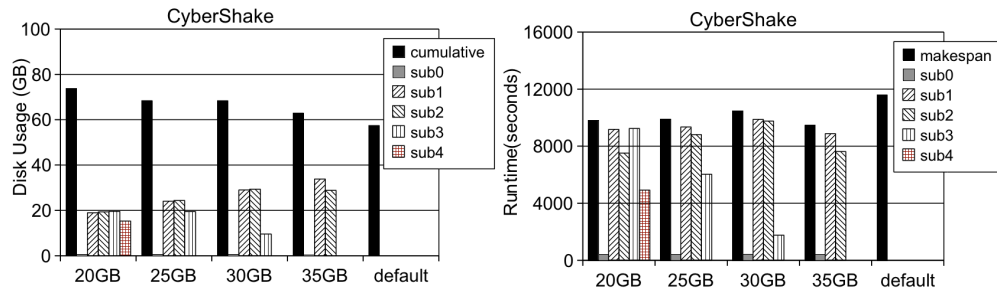 CyberShake
100
80
60
40
20
0
Disk Usage (GB)
cumulative
sub0
sub1
sub2
sub3
sub4
20GB 25GB 30GB 35GB default
CyberShake
16000
12000
8000
4000
0
Runtime(seconds)
makespan
sub0
sub1
sub2
sub3
sub4
20GB 25GB 30GB 35GB default